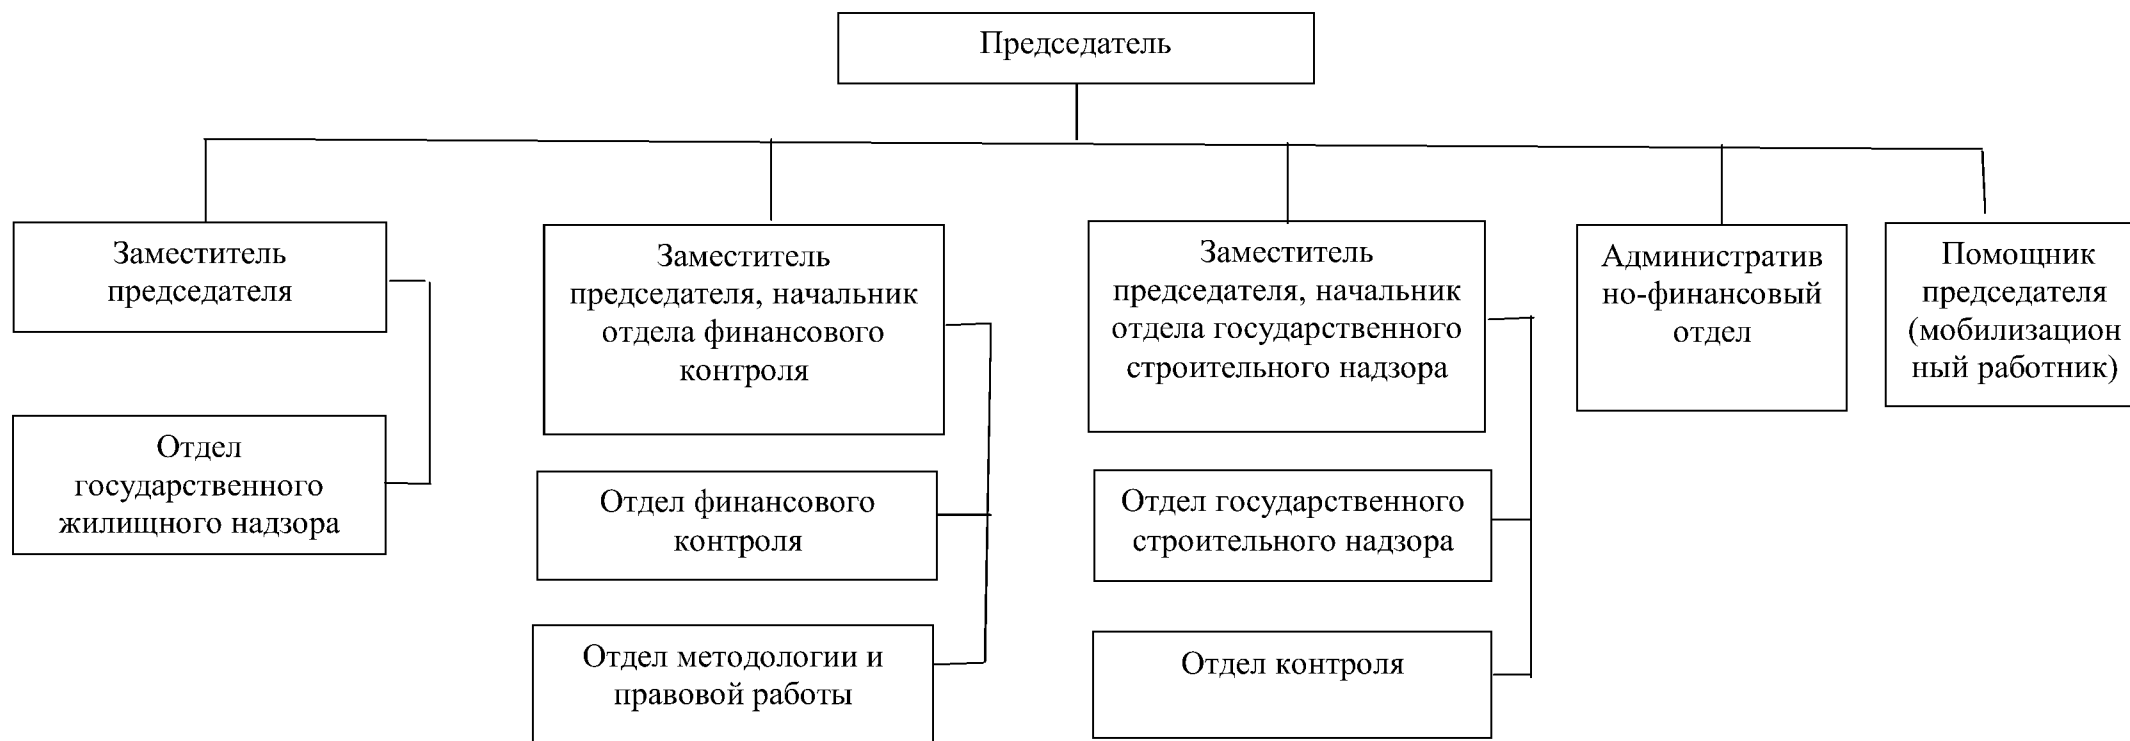 Председатель
Заместитель
председателя
Заместитель
председателя, начальник
отдела финансового
контроля
Заместитель
председателя, начальник
отдела государственного
строительного надзора
Административ
но-финансовый
отдел
Помощник
председателя
(мобилизацион
ный работник)
Отдел
государственного
жилищного надзора
Отдел финансового
контроля
Отдел государственного
строительного надзора
Отдел методологии и
правовой работы
Отдел контроля